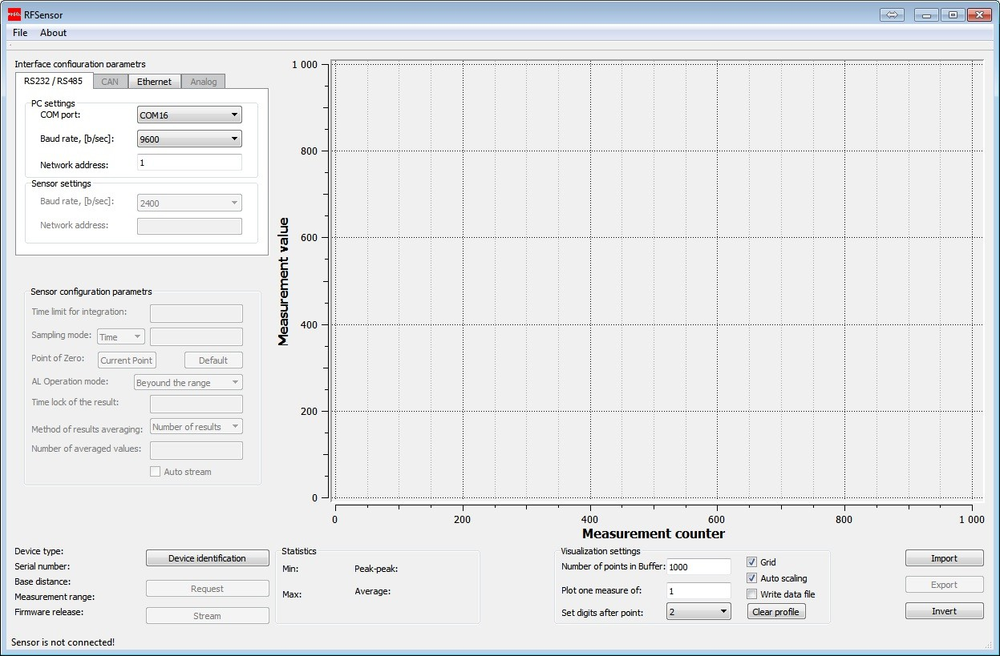 RFSensor
File About
Interface configuration parametrs
RS232 / RS485 CAN Ethernet Analog
PC settings
COM port: COM16
Baud rate, [b/sec]: 9600
Network address: 1
Sensor settings
Baud rate, [b/sec]: 2400
Network address:
Sensor configuration parametrs
Time limit for integration:
Sampling mode: Time
Point of Zero: Current Point Default
AL Operation mode: Beyound the range
Time lock of the result:
Method of results averaging: Number of results
Number of averaged values:
Auto stream
Measurement value
1 000
800
600
400
200
0
0 200 400 600 800 1 000
Measurement counter
Device type:
Serial number:
Base distance:
Measurement range:
Firmware release:
Device identification
Request
Stream
Statistics
Min: Peak-peak:
Max: Average:
Visualization settings
Number of points in Buffer: 1000
Plot one measure of: 1
Set digits after point: 2
Grid
Auto scaling
Write data file
Clear profile
Import
Export
Invert
Sensor is not connected!